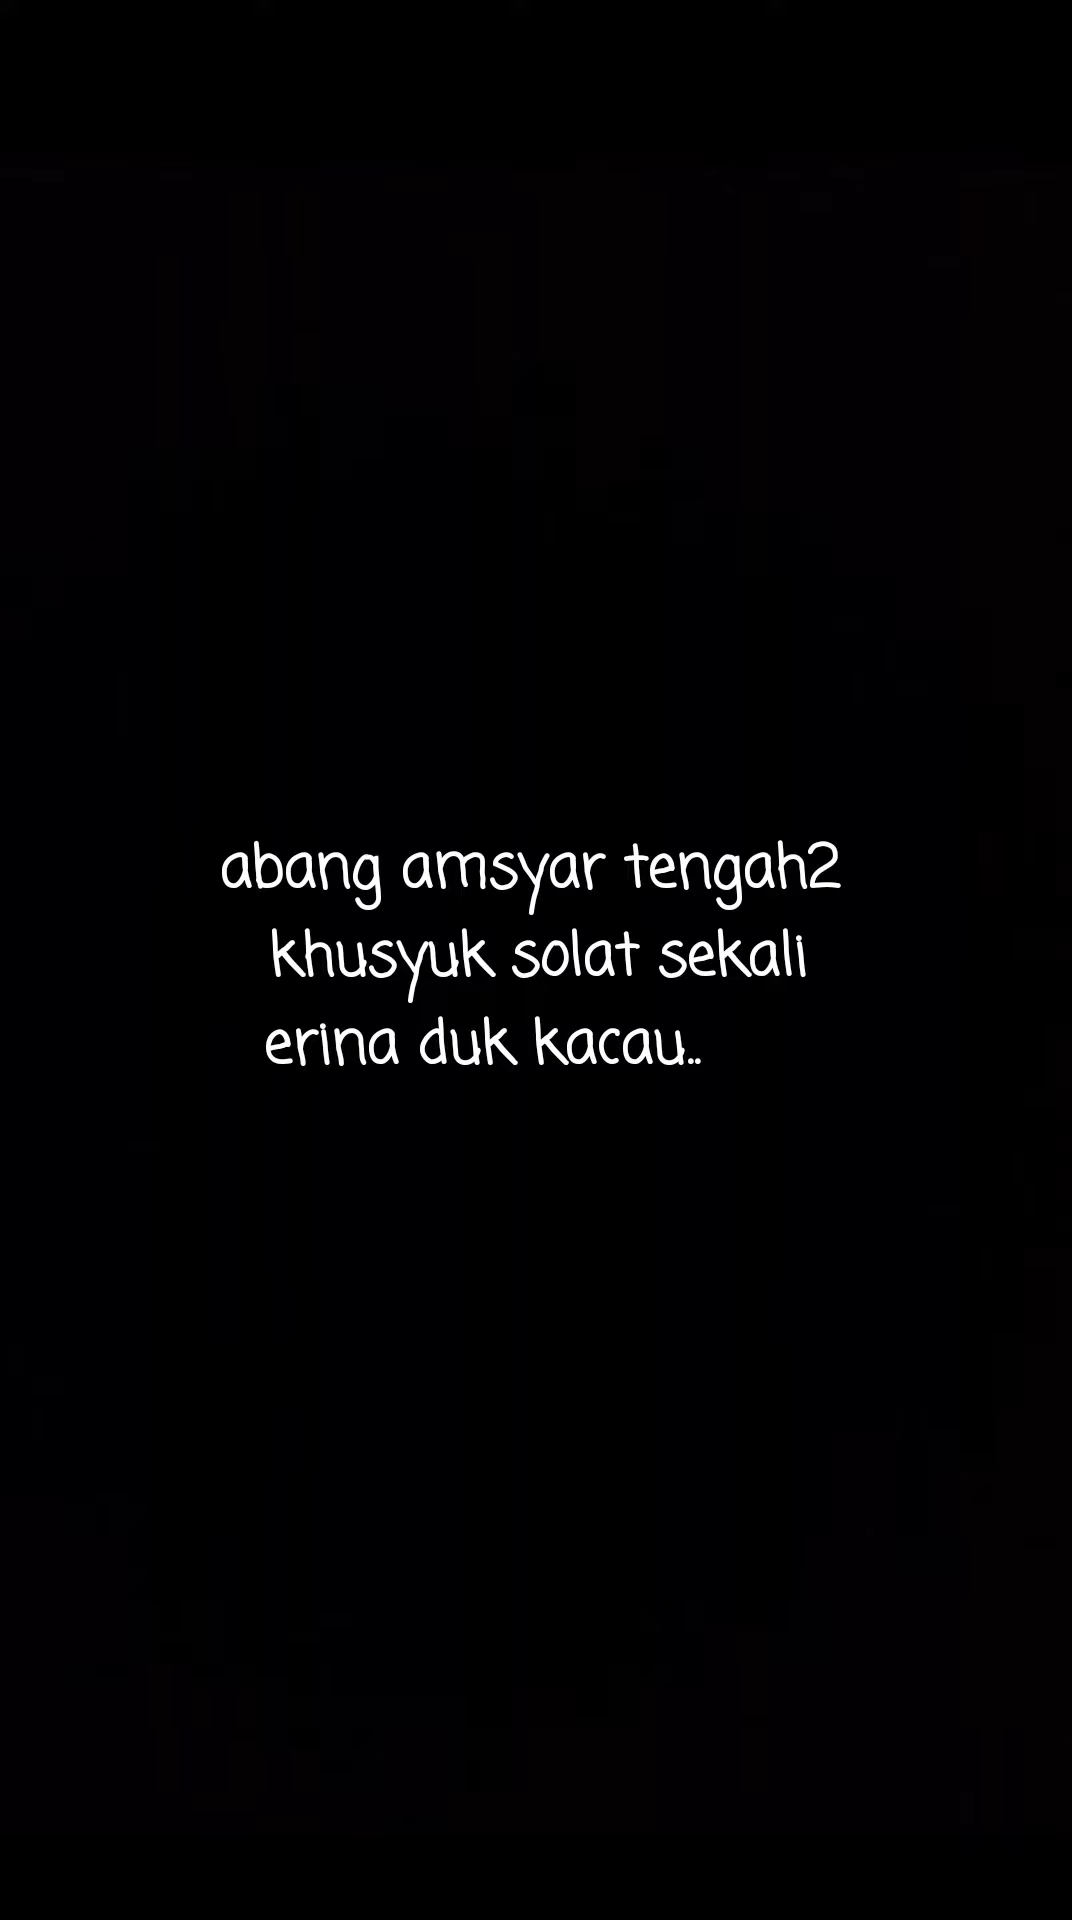 abang amsyar tengah2
khusyuk solat sekali
erina duk kacau..